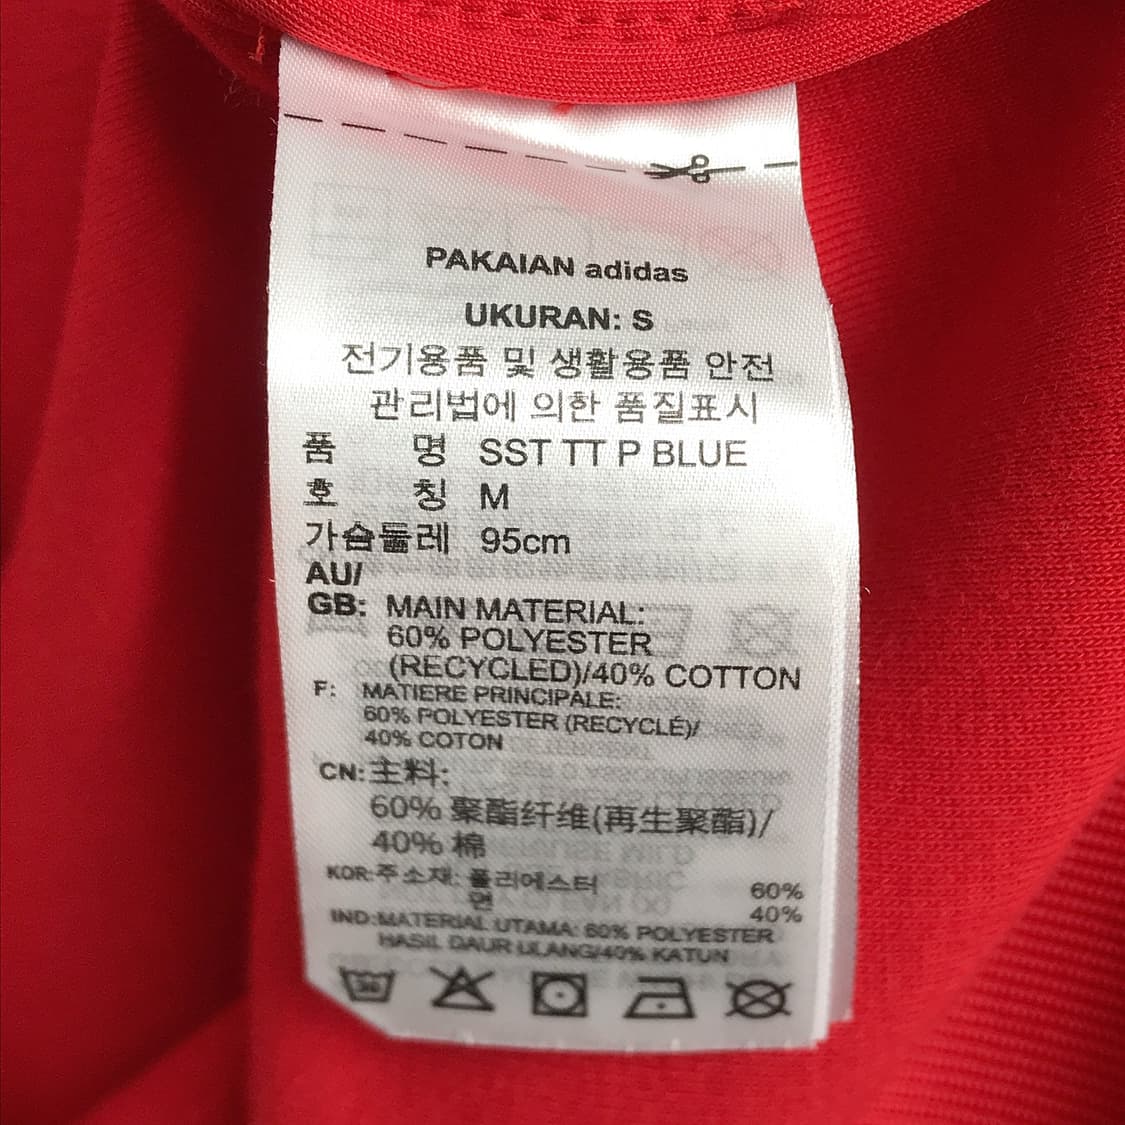 PAKAIAN adidas
UKURAN: S
전기용품 및 생활용품 안전
관리법에 의한 품질표시
품 명 SST TT P BLUE
호 칭 M
가슴둘레 95cm
AU/
GB: MAIN MATERIAL:
60% POLYESTER
(RECYCLED)/40% COTTON
F: MATIERE PRINCIPALE:
60% POLYESTER (RECYCLÉ)/
40% COTON
CN:主料:
60% 聚酯纤维(再生聚酯)/
40% 棉
KOR:주소재: 폴리에스터 60%
면 40%
IND:MATERIAL UTAMA: 60% POLYESTER
HASIL DAUR ULANG/40% KATUN
30